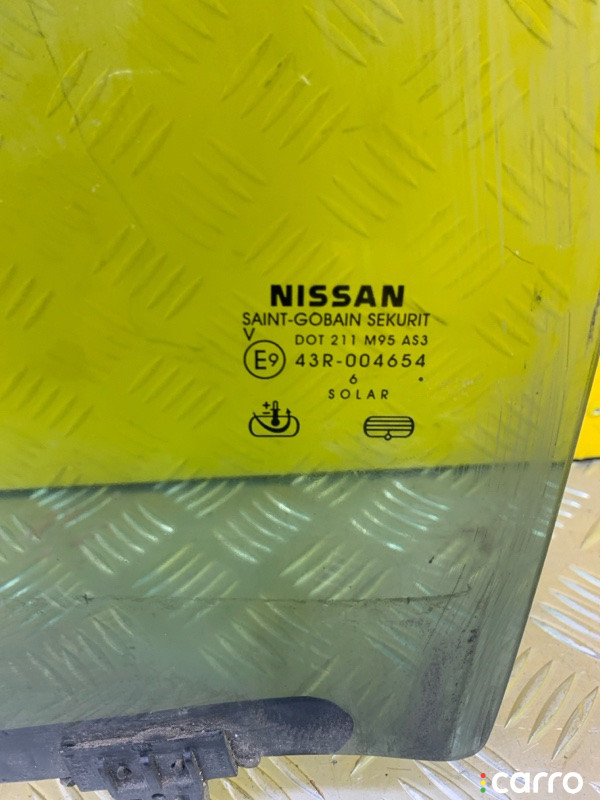 NISSAN
SAINT-GOBAIN SEKURIT
V
DOT 211 M95 AS3
E9 43R-004654
6 .
SOLAR
+
-
carro